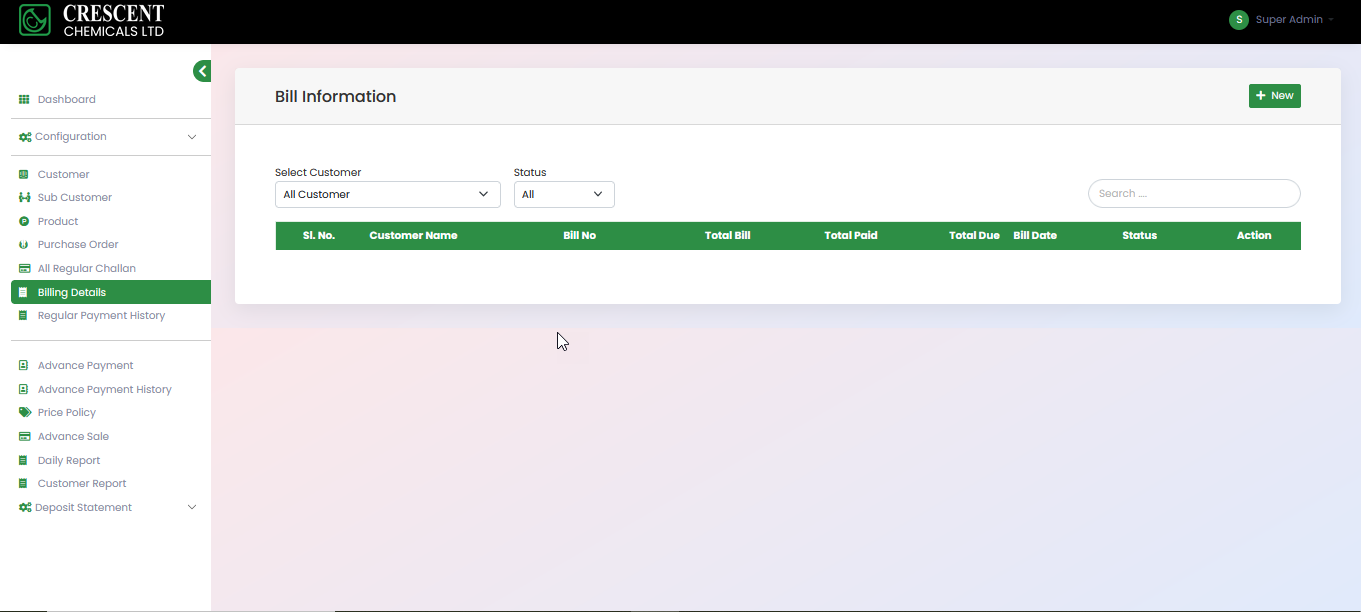 CRESCENT
CHEMICALS LTD
S Super Admin
Dashboard
Configuration
Customer
Sub Customer
Product
Purchase Order
All Regular Challan
Billing Details
Regular Payment History
Advance Payment
Advance Payment History
Price Policy
Advance Sale
Daily Report
Customer Report
Deposit Statement
Bill Information
+ New
Select Customer Status
All Customer All Search ....
Sl. No. Customer Name Bill No Total Bill Total Paid Total Due Bill Date Status Action